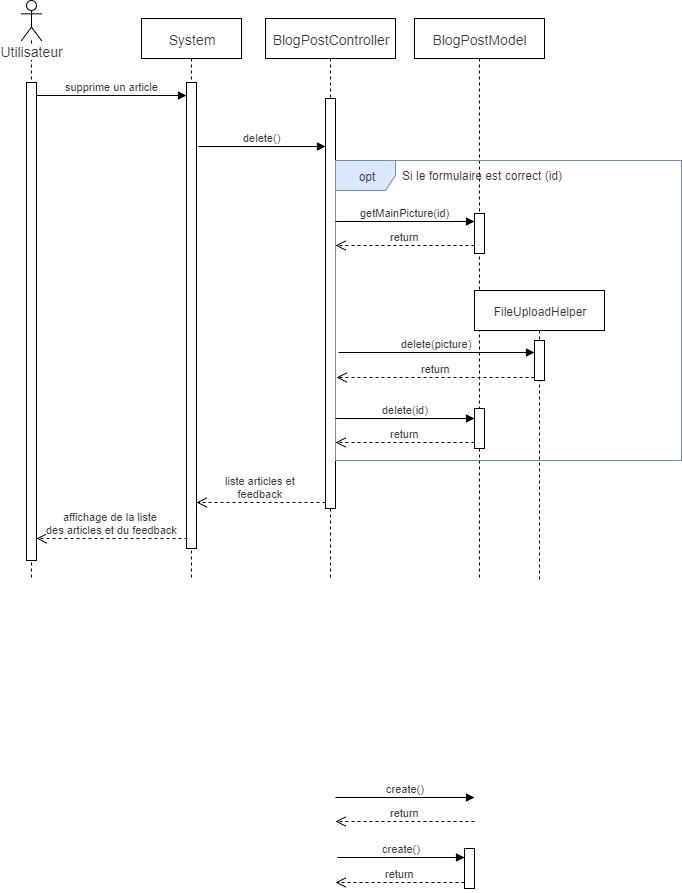 Utilisateur
System
BlogPostController
BlogPostModel
supprime un article
delete()
opt
Si le formulaire est correct (id)
getMainPicture(id)
return
FileUploadHelper
delete(picture)
return
delete(id)
return
liste articles et
feedback
affichage de la liste
des articles et du feedback
create()
return
create()
return